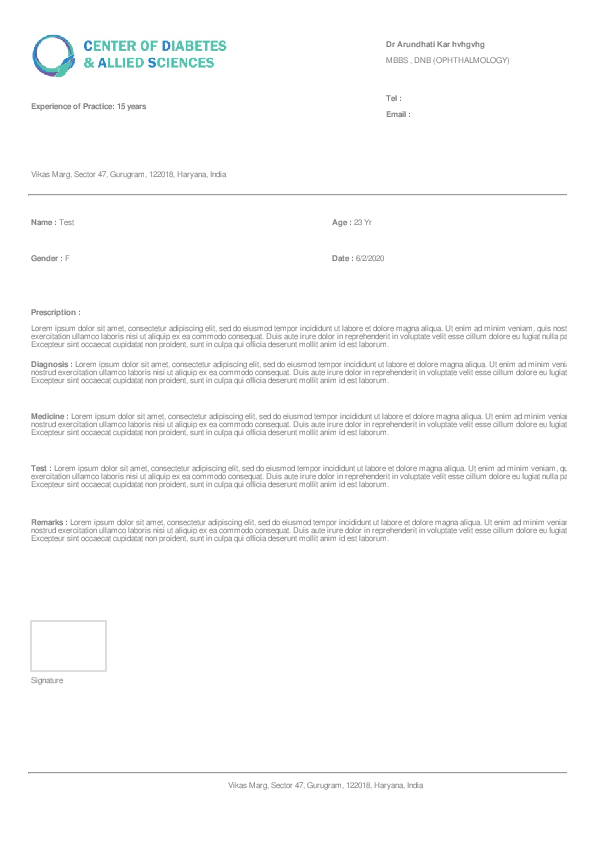 CENTER OF DIABETES
& ALLIED SCIENCES
Dr Arundhati Kar hvhgvhg
MBBS , DNB (OPHTHALMOLOGY)
Experience of Practice: 15 years
Tel :
Email :
Vikas Marg, Sector 47, Gurugram, 122018, Haryana, India
Name : Test
Age : 23 Yr
Gender : F
Date : 6/2/2020
Prescription :
Lorem ipsum dolor sit amet, consectetur adipiscing elit, sed do eiusmod tempor incididunt ut labore et dolore magna aliqua. Ut enim ad minim veniam, quis nost
exercitation ullamco laboris nisi ut aliquip ex ea commodo consequat. Duis aute irure dolor in reprehenderit in voluptate velit esse cillum dolore eu fugiat nulla pa
Excepteur sint occaecat cupidatat non proident, sunt in culpa qui officia deserunt mollit anim id est laborum.
Diagnosis : Lorem ipsum dolor sit amet, consectetur adipiscing elit, sed do eiusmod tempor incididunt ut labore et dolore magna aliqua. Ut enim ad minim veni
nostrud exercitation ullamco laboris nisi ut aliquip ex ea commodo consequat. Duis aute irure dolor in reprehenderit in voluptate velit esse cillum dolore eu fugiat
Excepteur sint occaecat cupidatat non proident, sunt in culpa qui officia deserunt mollit anim id est laborum.
Medicine : Lorem ipsum dolor sit amet, consectetur adipiscing elit, sed do eiusmod tempor incididunt ut labore et dolore magna aliqua. Ut enim ad minim venia
nostrud exercitation ullamco laboris nisi ut aliquip ex ea commodo consequat. Duis aute irure dolor in reprehenderit in voluptate velit esse cillum dolore eu fugiat
Excepteur sint occaecat cupidatat non proident, sunt in culpa qui officia deserunt mollit anim id est laborum.
Test : Lorem ipsum dolor sit amet, consectetur adipiscing elit, sed do eiusmod tempor incididunt ut labore et dolore magna aliqua. Ut enim ad minim veniam, qu
exercitation ullamco laboris nisi ut aliquip ex ea commodo consequat. Duis aute irure dolor in reprehenderit in voluptate velit esse cillum dolore eu fugiat nulla pa
Excepteur sint occaecat cupidatat non proident, sunt in culpa qui officia deserunt mollit anim id est laborum.
Remarks : Lorem ipsum dolor sit amet, consectetur adipiscing elit, sed do eiusmod tempor incididunt ut labore et dolore magna aliqua. Ut enim ad minim veniar
nostrud exercitation ullamco laboris nisi ut aliquip ex ea commodo consequat. Duis aute irure dolor in reprehenderit in voluptate velit esse cillum dolore eu fugiat
Excepteur sint occaecat cupidatat non proident, sunt in culpa qui officia deserunt mollit anim id est laborum.
Signature
Vikas Marg, Sector 47, Gurugram, 122018, Haryana, India